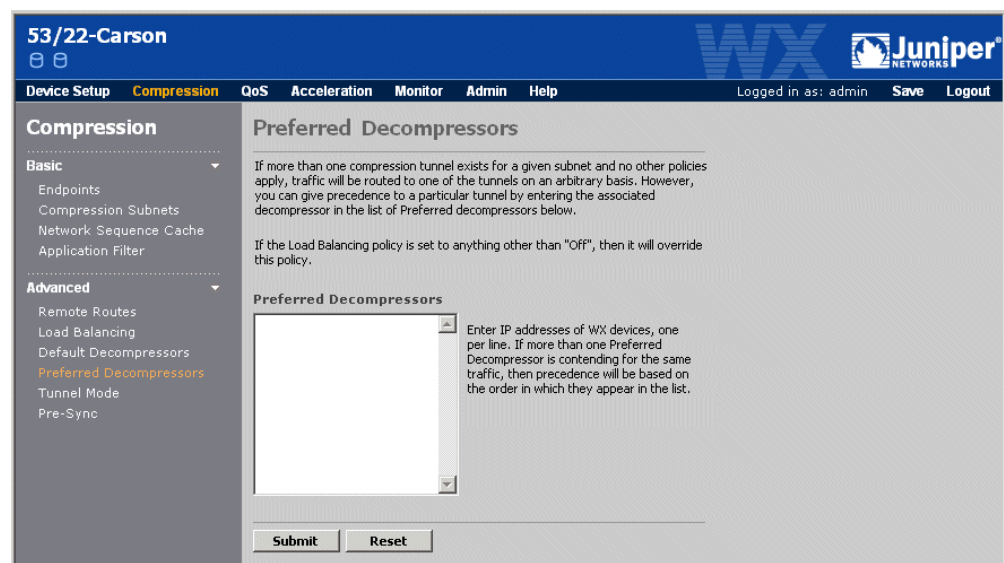 53/22-Carson
WX
Juniper®
NETWORKS
Device Setup Compression QoS Acceleration Monitor Admin Help Logged in as: admin Save Logout
Compression
Basic
Endpoints
Compression Subnets
Network Sequence Cache
Application Filter
Advanced
Remote Routes
Load Balancing
Default Decompressors
Preferred Decompressors
Tunnel Mode
Pre-Sync
Preferred Decompressors
If more than one compression tunnel exists for a given subnet and no other policies
apply, traffic will be routed to one of the tunnels on an arbitrary basis. However,
you can give precedence to a particular tunnel by entering the associated
decompressor in the list of Preferred decompressors below.
If the Load Balancing policy is set to anything other than "Off", then it will override
this policy.
Preferred Decompressors
Enter IP addresses of WX devices, one
per line. If more than one Preferred
Decompressor is contending for the same
traffic, then precedence will be based on
the order in which they appear in the list.
Submit Reset